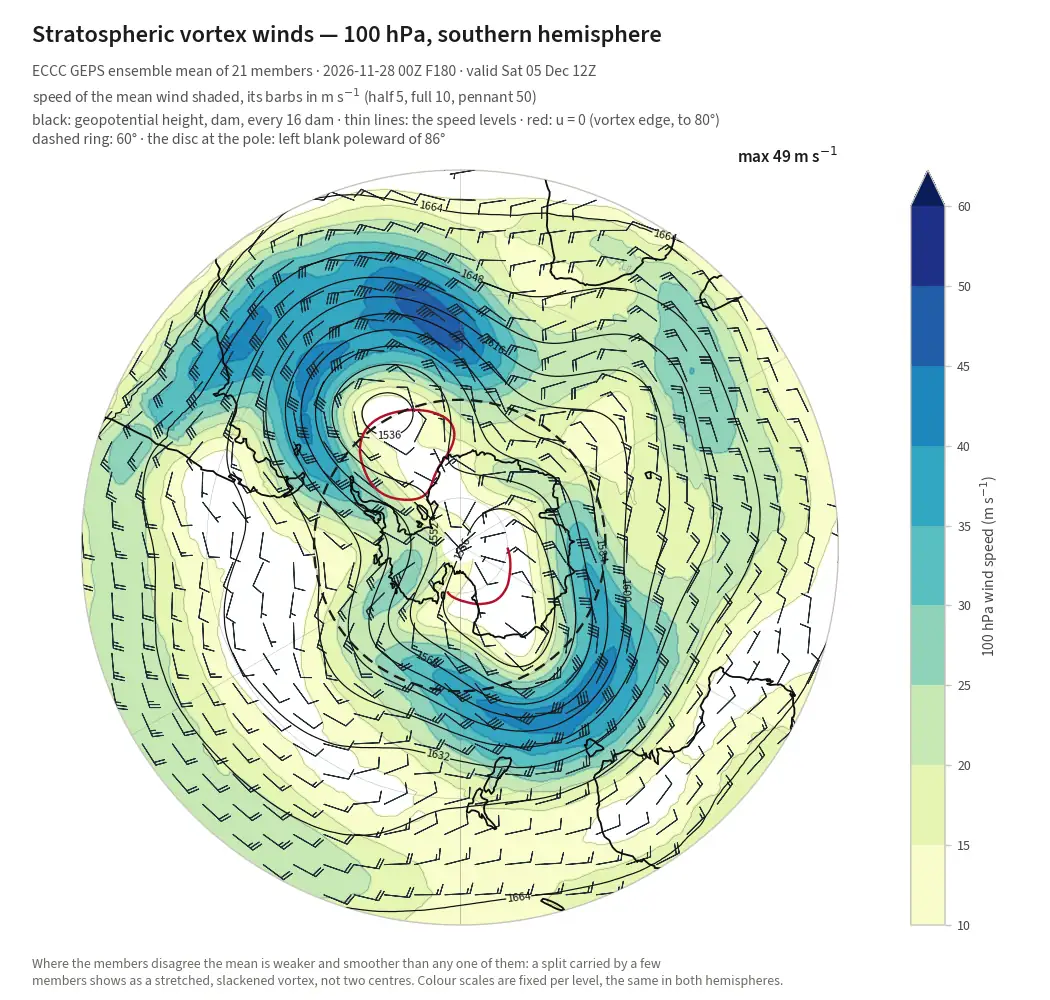 Stratospheric vortex winds — 100 hPa, southern hemisphere
ECCC GEPS ensemble mean of 21 members · 2026-11-28 00Z F180 · valid Sat 05 Dec 12Z
speed of the mean wind shaded, its barbs in m s⁻¹ (half 5, full 10, pennant 50)
black: geopotential height, dam, every 16 dam · thin lines: the speed levels · red: u = 0 (vortex edge, to 80°)
dashed ring: 60° · the disc at the pole: left blank poleward of 86°
max 49 m s⁻¹
1664
1664
1648
1616
1536
1552
1632
1664
60
50
45
40
35
30
25
20
15
10
100 hPa wind speed (m s⁻¹)
Where the members disagree the mean is weaker and smoother than any one of them: a split carried by a few
members shows as a stretched, slackened vortex, not two centres. Colour scales are fixed per level, the same in both hemispheres.